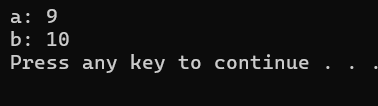 a: 9
b: 10
Press any key to continue . . .